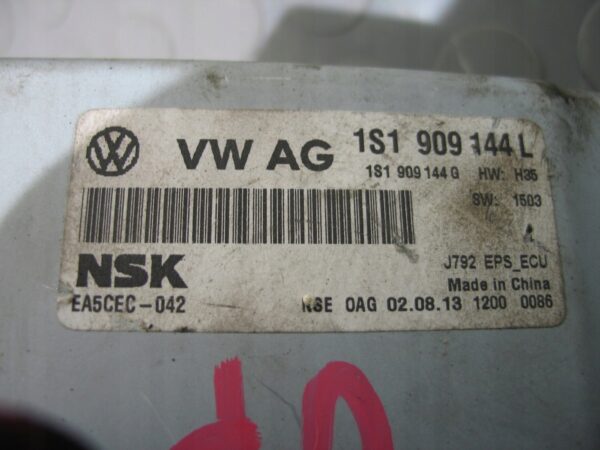 VW AG 1S1 909 144 L
1S1 909 144 G HW: H35
SW: 1503
NSK
J792 EPS_ECU
Made in China
EA5CEC-042 NSE 0AG 02.08.13 1200 0086